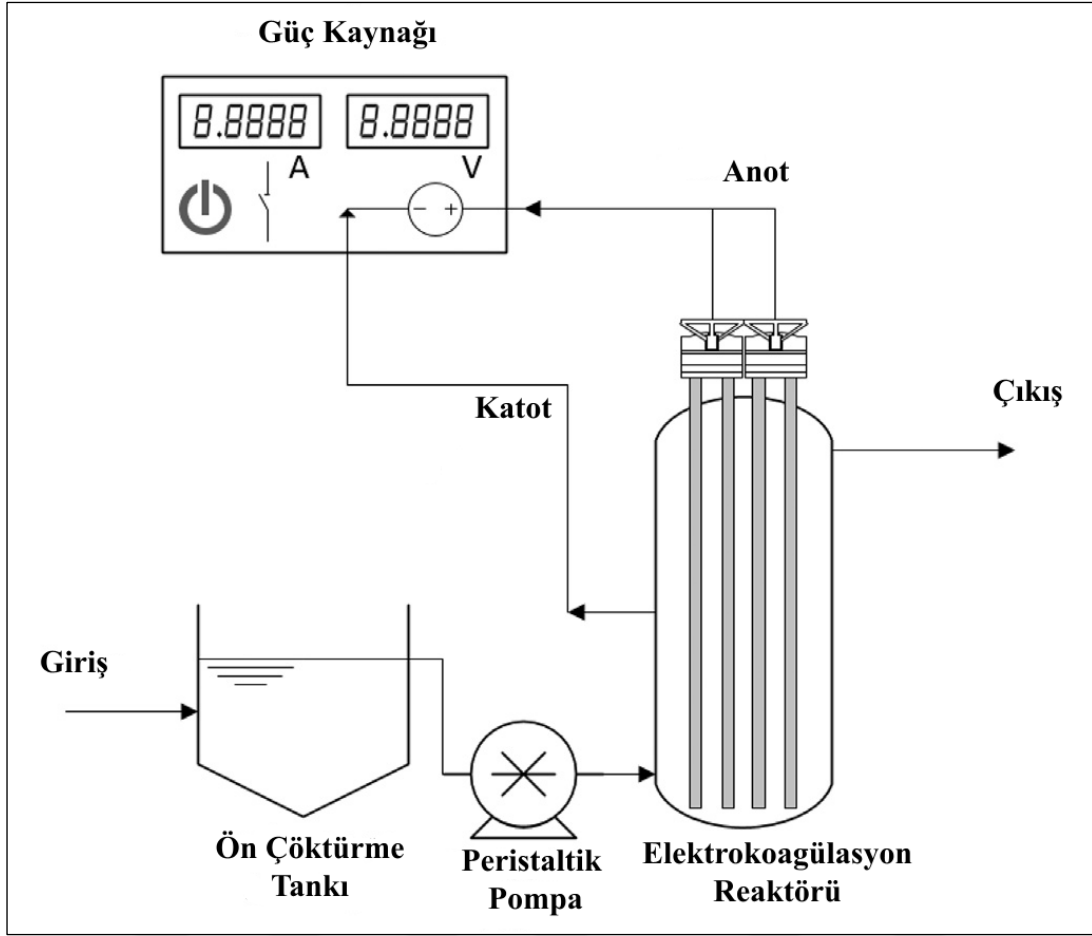 Güç Kaynağı
8.8888 8.8888
A V
- +
Anot
Katot
Çıkış
Giriş
Ön Çöktürme
Tankı
Peristaltik
Pompa
Elektrokoagülasyon
Reaktörü